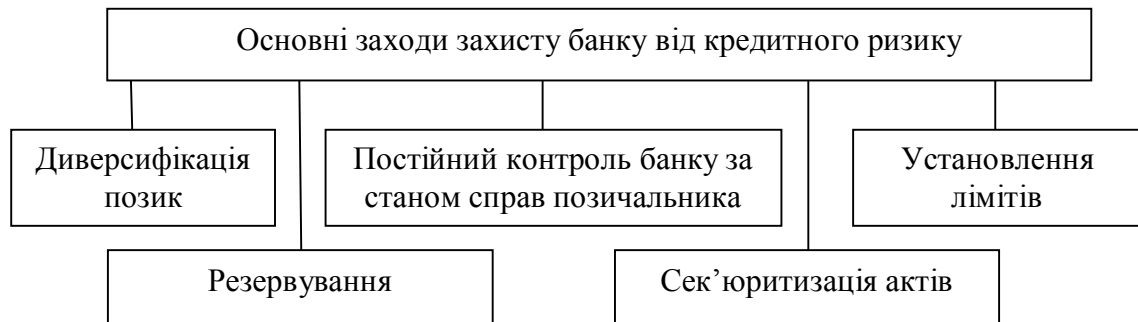 Основні заходи захисту банку від кредитного ризику
Диверсифікація
позик
Постійний контроль банку за
станом справ позичальника
Установлення
лімітів
Резервування
Сек’юритизація актів